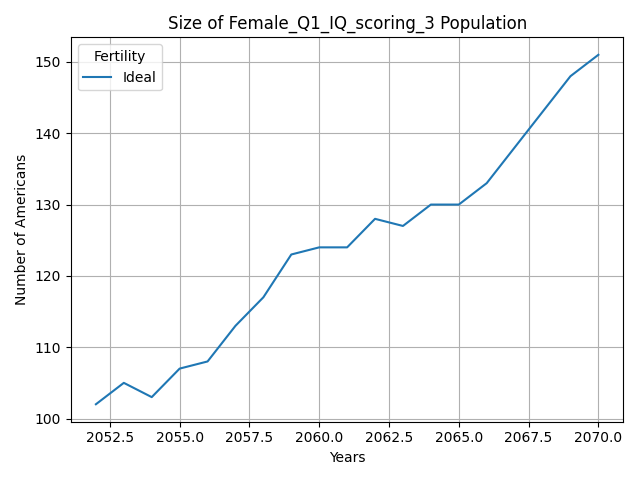 Size of Female_Q1_IQ_scoring_3 Population
Fertility
Ideal
Number of Americans
150
140
130
120
110
100
2052.5 2055.0 2057.5 2060.0 2062.5 2065.0 2067.5 2070.0
Years